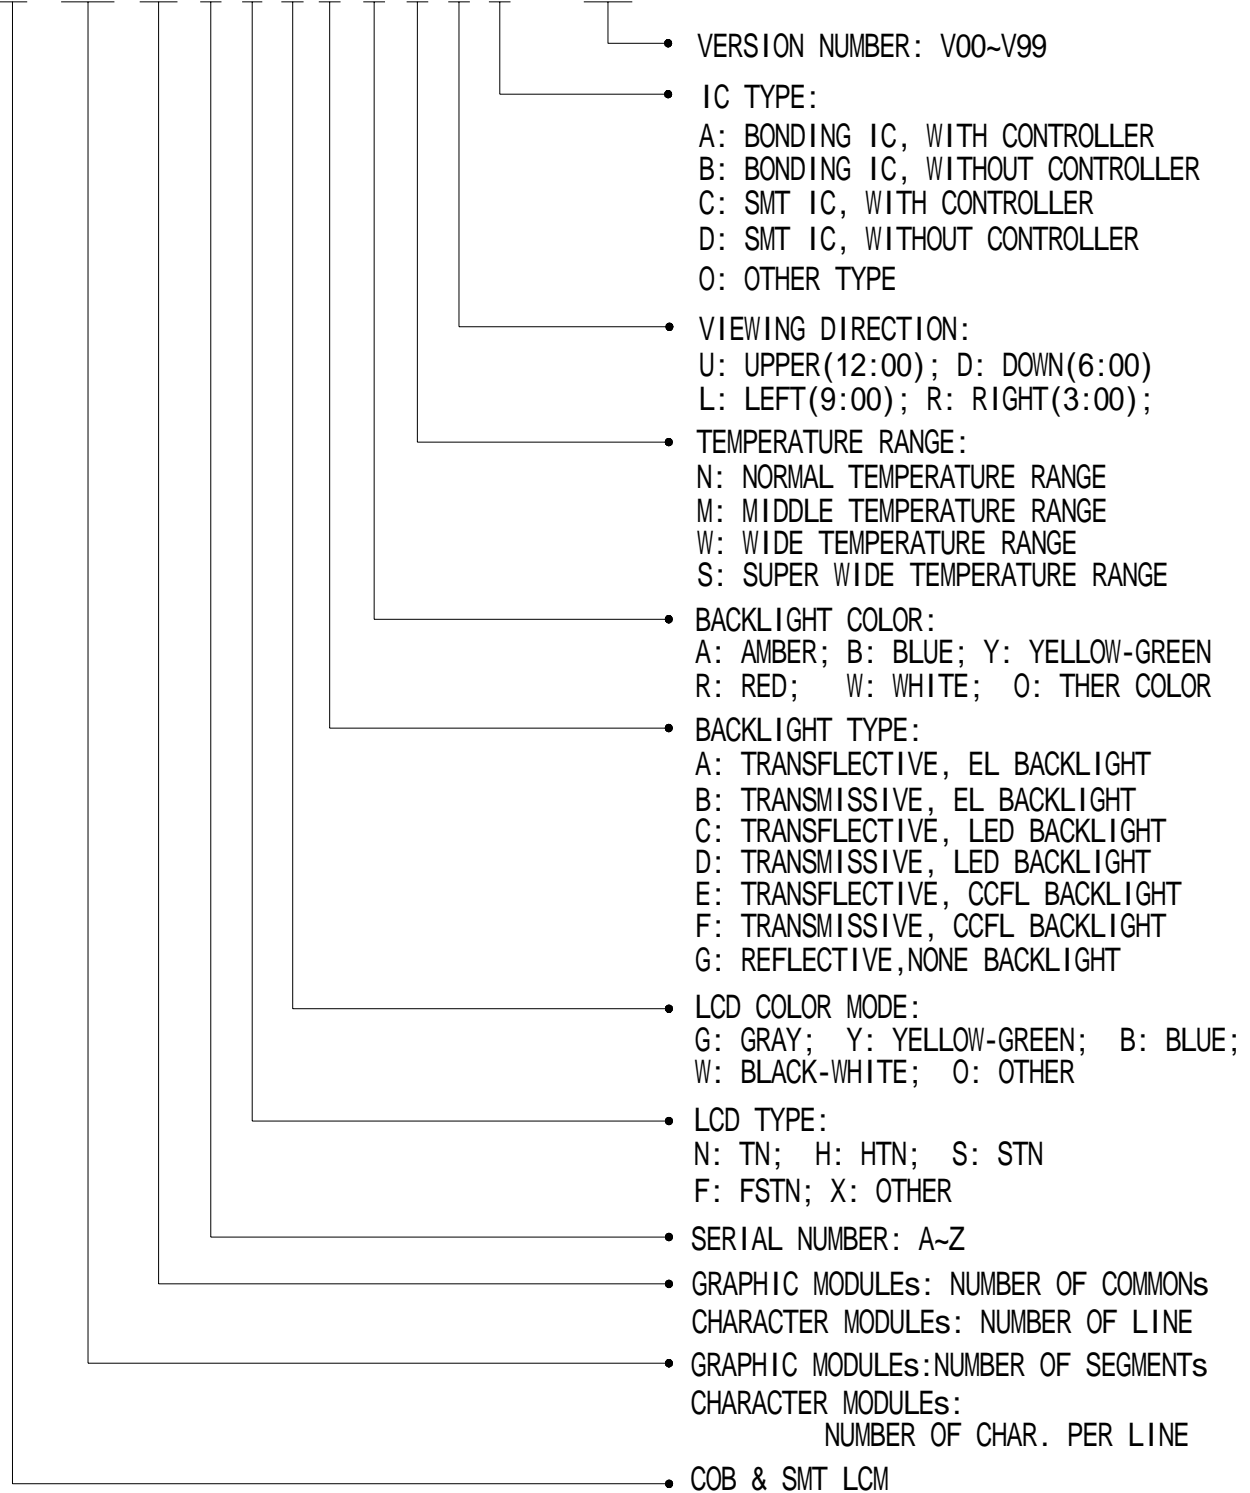 VERSION NUMBER: V00~V99
IC TYPE:
A: BONDING IC, WITH CONTROLLER
B: BONDING IC, WITHOUT CONTROLLER
C: SMT IC, WITH CONTROLLER
D: SMT IC, WITHOUT CONTROLLER
O: OTHER TYPE
VIEWING DIRECTION:
U: UPPER(12:00); D: DOWN(6:00)
L: LEFT(9:00); R: RIGHT(3:00);
TEMPERATURE RANGE:
N: NORMAL TEMPERATURE RANGE
M: MIDDLE TEMPERATURE RANGE
W: WIDE TEMPERATURE RANGE
S: SUPER WIDE TEMPERATURE RANGE
BACKLIGHT COLOR:
A: AMBER; B: BLUE; Y: YELLOW-GREEN
R: RED; W: WHITE; O: THER COLOR
BACKLIGHT TYPE:
A: TRANSFLECTIVE, EL BACKLIGHT
B: TRANSMISSIVE, EL BACKLIGHT
C: TRANSFLECTIVE, LED BACKLIGHT
D: TRANSMISSIVE, LED BACKLIGHT
E: TRANSFLECTIVE, CCFL BACKLIGHT
F: TRANSMISSIVE, CCFL BACKLIGHT
G: REFLECTIVE,NONE BACKLIGHT
LCD COLOR MODE:
G: GRAY; Y: YELLOW-GREEN; B: BLUE;
W: BLACK-WHITE; O: OTHER
LCD TYPE:
N: TN; H: HTN; S: STN
F: FSTN; X: OTHER
SERIAL NUMBER: A~Z
GRAPHIC MODULEs: NUMBER OF COMMONs
CHARACTER MODULEs: NUMBER OF LINE
GRAPHIC MODULEs:NUMBER OF SEGMENTs
CHARACTER MODULEs:
NUMBER OF CHAR. PER LINE
COB & SMT LCM